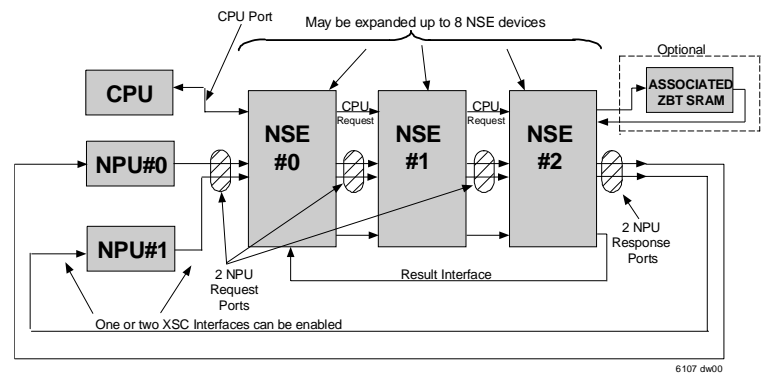 CPU Port
May be expanded up to 8 NSE devices
Optional
CPU
ASSOCIATED
ZBT SRAM
NSE
#0
CPU
Request
NSE
#1
CPU
Request
NSE
#2
NPU#0
NPU#1
2 NPU
Request
Ports
Result Interface
2 NPU
Response
Ports
One or two XSC Interfaces can be enabled
6107 dw00